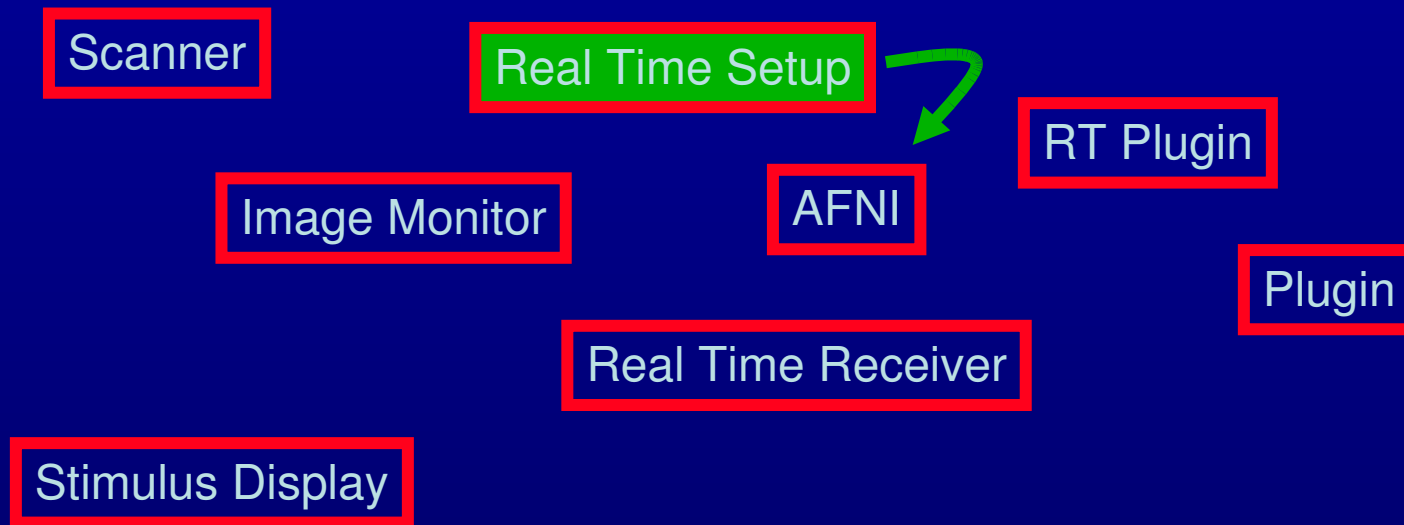 Scanner
Real Time Setup
RT Plugin
Image Monitor
AFNI
Plugin
Real Time Receiver
Stimulus Display